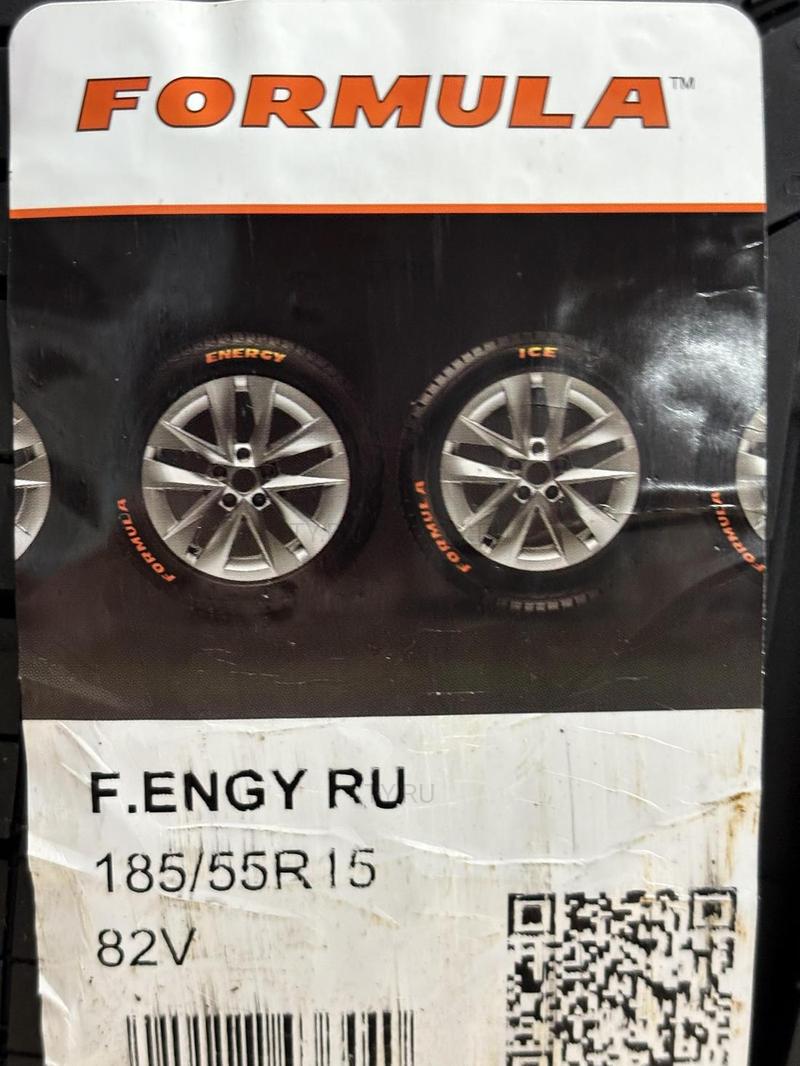 FORMULA™
ENERGY
ICE
FORMULA
FORMULA
FORMULA
F.ENGY RU
185/55R15
82V